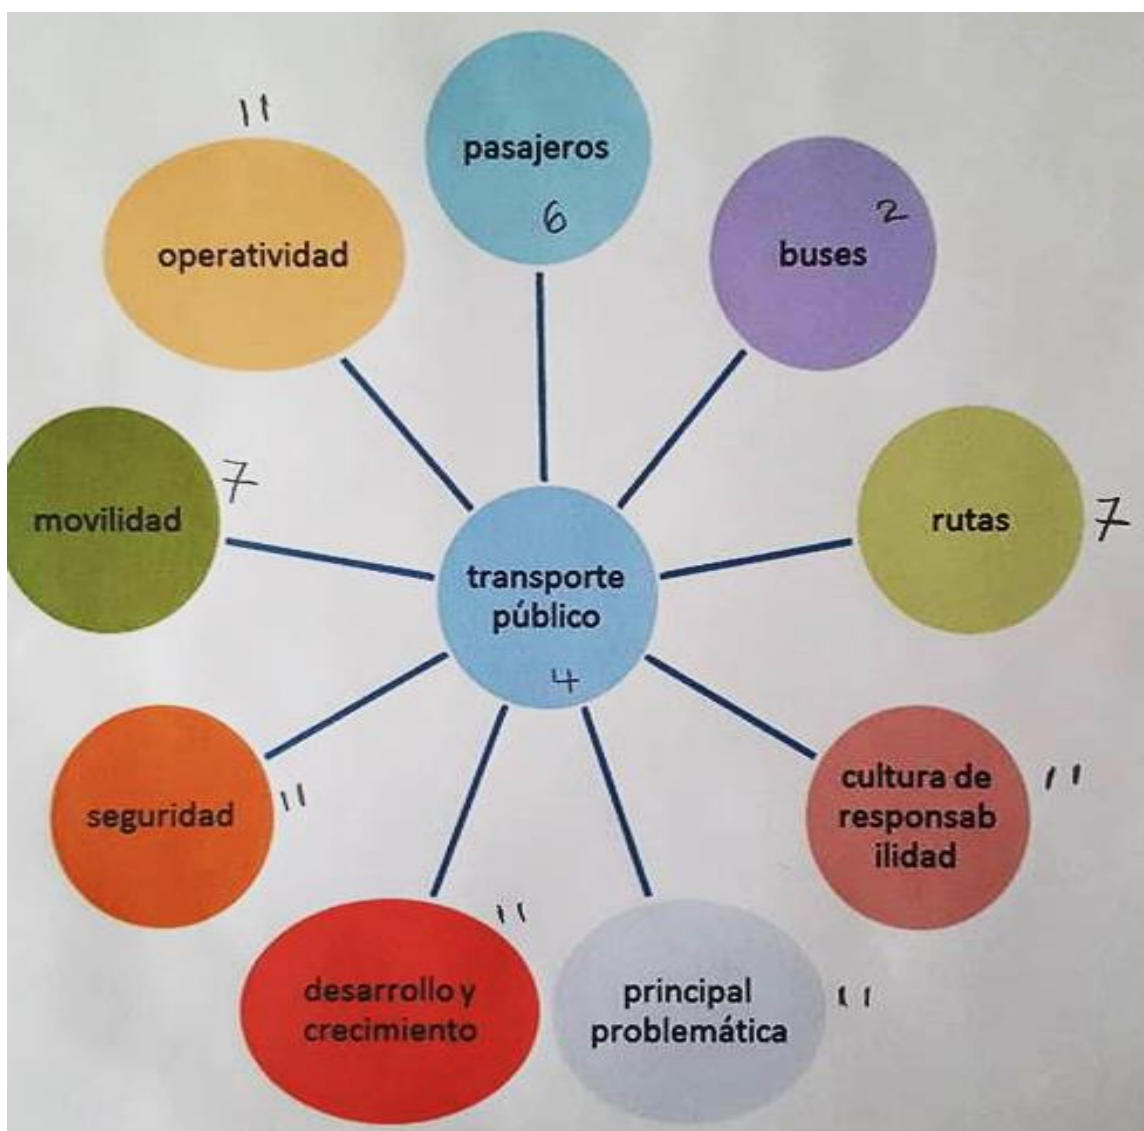 11
pasajeros
6
operatividad
2
buses
7
movilidad
rutas
7
transporte
público
4
seguridad
11
cultura de
responsab
ilidad
11
desarrollo y
crecimiento
11
principal
problemática
11